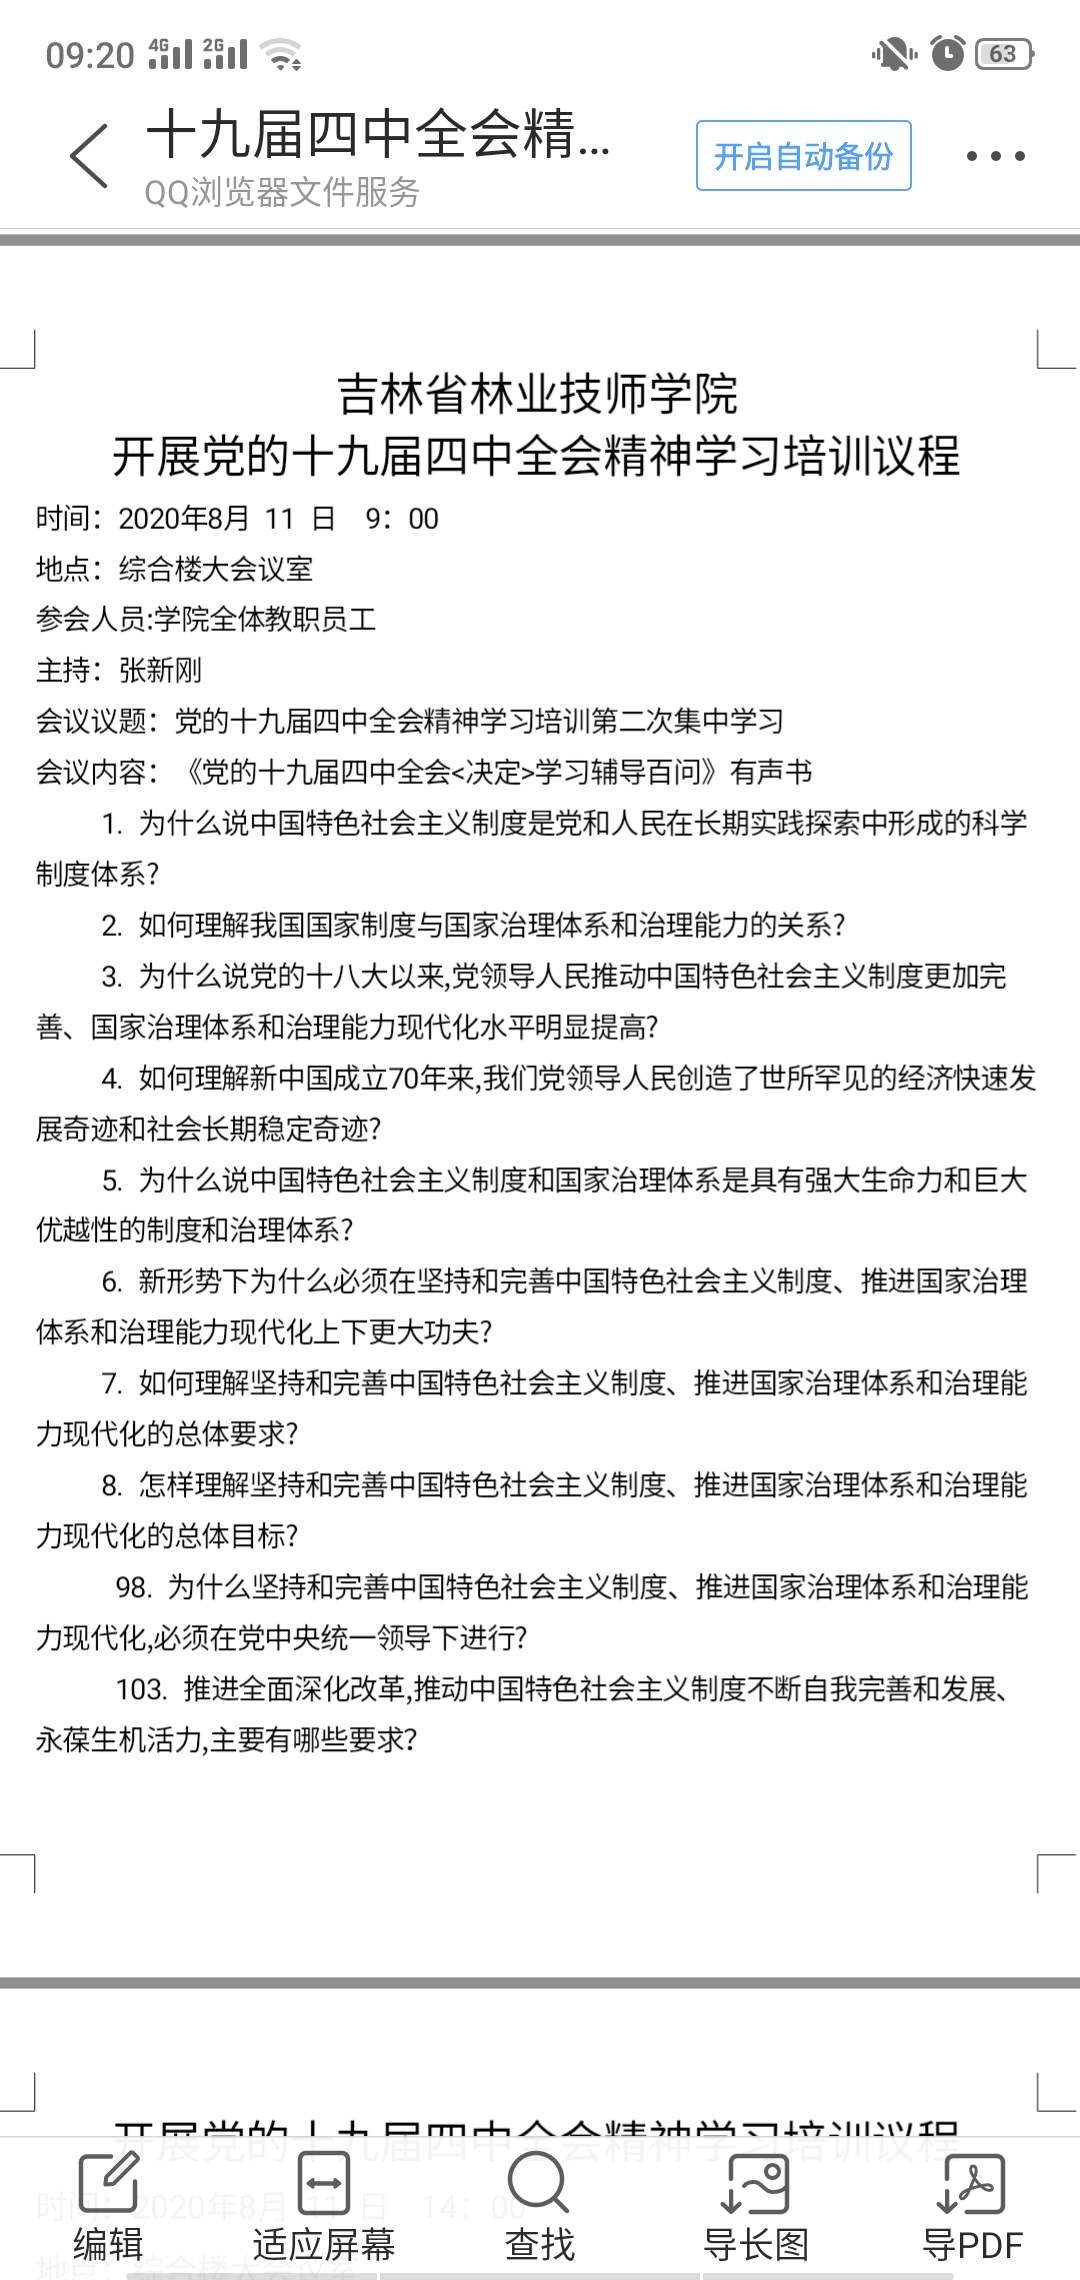 09:20 4G 2G 63
十九届四中全会精...
QQ浏览器文件服务
开启自动备份
吉林省林业技师学院
开展党的十九届四中全会精神学习培训议程
时间：2020年8月 11 日 9：00
地点：综合楼大会议室
参会人员:学院全体教职员工
主持：张新刚
会议议题：党的十九届四中全会精神学习培训第二次集中学习
会议内容：《党的十九届四中全会<决定>学习辅导百问》有声书
1. 为什么说中国特色社会主义制度是党和人民在长期实践探索中形成的科学
制度体系?
2. 如何理解我国国家制度与国家治理体系和治理能力的关系?
3. 为什么说党的十八大以来,党领导人民推动中国特色社会主义制度更加完
善、国家治理体系和治理能力现代化水平明显提高?
4. 如何理解新中国成立70年来,我们党领导人民创造了世所罕见的经济快速发
展奇迹和社会长期稳定奇迹?
5. 为什么说中国特色社会主义制度和国家治理体系是具有强大生命力和巨大
优越性的制度和治理体系?
6. 新形势下为什么必须在坚持和完善中国特色社会主义制度、推进国家治理
体系和治理能力现代化上下更大功夫?
7. 如何理解坚持和完善中国特色社会主义制度、推进国家治理体系和治理能
力现代化的总体要求?
8. 怎样理解坚持和完善中国特色社会主义制度、推进国家治理体系和治理能
力现代化的总体目标?
98. 为什么坚持和完善中国特色社会主义制度、推进国家治理体系和治理能
力现代化,必须在党中央统一领导下进行?
103. 推进全面深化改革,推动中国特色社会主义制度不断自我完善和发展、
永葆生机活力,主要有哪些要求?
开展党的十九届四中全会精神学习培训议程
时间：2020年8月 11 日 14：00
地点：综合楼大会议室
编辑 适应屏幕 查找 导长图 导PDF